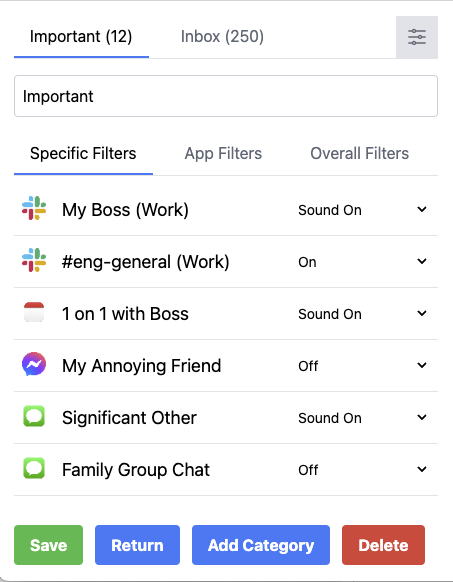 Important (12) Inbox (250)
Important
Specific Filters App Filters Overall Filters
My Boss (Work) Sound On
#eng-general (Work) On
1 on 1 with Boss Sound On
My Annoying Friend Off
Significant Other Sound On
Family Group Chat Off
Save Return Add Category Delete